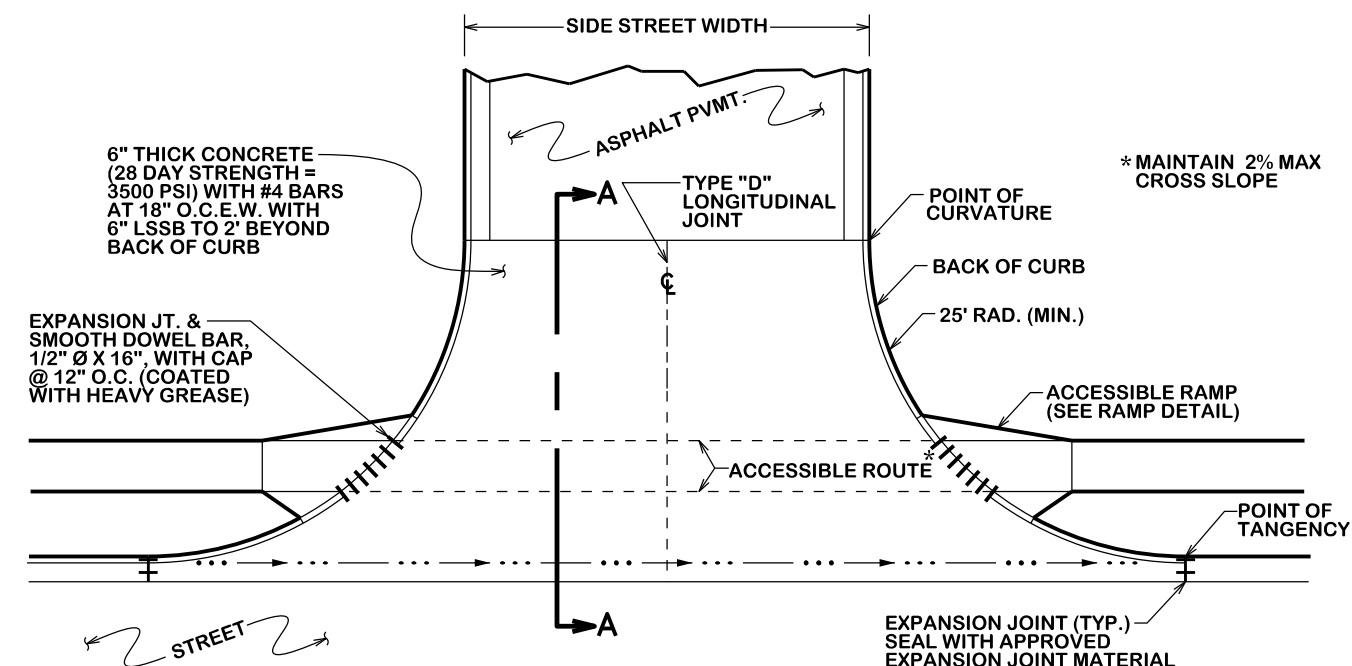 SIDE STREET WIDTH
ASPHALT PVMT.
6" THICK CONCRETE
(28 DAY STRENGTH =
3500 PSI) WITH #4 BARS
AT 18" O.C.E.W. WITH
6" LSSB TO 2' BEYOND
BACK OF CURB
A
TYPE "D"
LONGITUDINAL
JOINT
* MAINTAIN 2% MAX
CROSS SLOPE
POINT OF
CURVATURE
BACK OF CURB
℄
25' RAD. (MIN.)
EXPANSION JT. &
SMOOTH DOWEL BAR,
1/2" Ø X 16", WITH CAP
@ 12" O.C. (COATED
WITH HEAVY GREASE)
ACCESSIBLE RAMP
(SEE RAMP DETAIL)
ACCESSIBLE ROUTE*
POINT OF
TANGENCY
STREET
A
EXPANSION JOINT (TYP.)
SEAL WITH APPROVED
EXPANSION JOINT MATERIAL